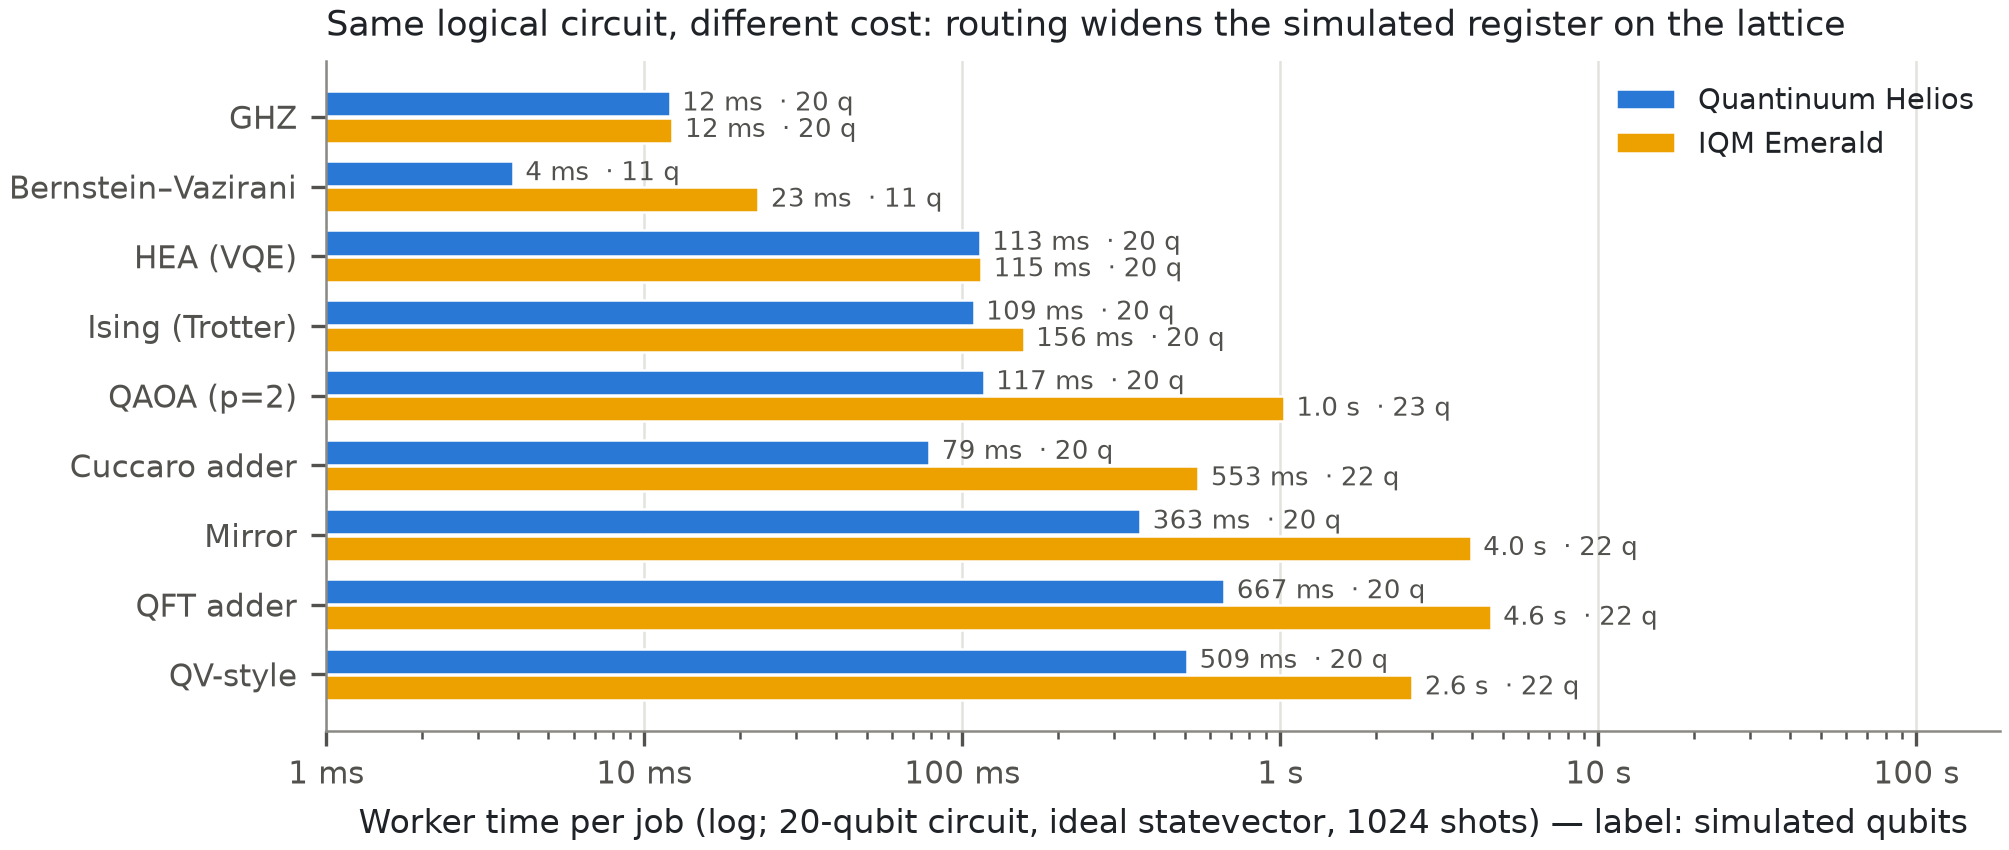 Same logical circuit, different cost: routing widens the simulated register on the lattice
Quantinuum Helios
IQM Emerald
GHZ
12 ms · 20 q
12 ms · 20 q
Bernstein–Vazirani
4 ms · 11 q
23 ms · 11 q
HEA (VQE)
113 ms · 20 q
115 ms · 20 q
Ising (Trotter)
109 ms · 20 q
156 ms · 20 q
QAOA (p=2)
117 ms · 20 q
1.0 s · 23 q
Cuccaro adder
79 ms · 20 q
553 ms · 22 q
Mirror
363 ms · 20 q
4.0 s · 22 q
QFT adder
667 ms · 20 q
4.6 s · 22 q
QV-style
509 ms · 20 q
2.6 s · 22 q
1 ms 10 ms 100 ms 1 s 10 s 100 s
Worker time per job (log; 20-qubit circuit, ideal statevector, 1024 shots) — label: simulated qubits